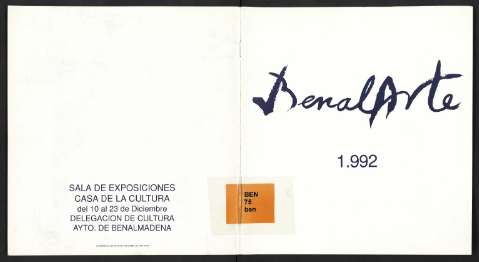 BenalArte
1.992
SALA DE EXPOSICIONES
CASA DE LA CULTURA
del 10 al 23 de Diciembre
DELEGACION DE CULTURA
AYTO. DE BENALMADENA
BEN
75
ben